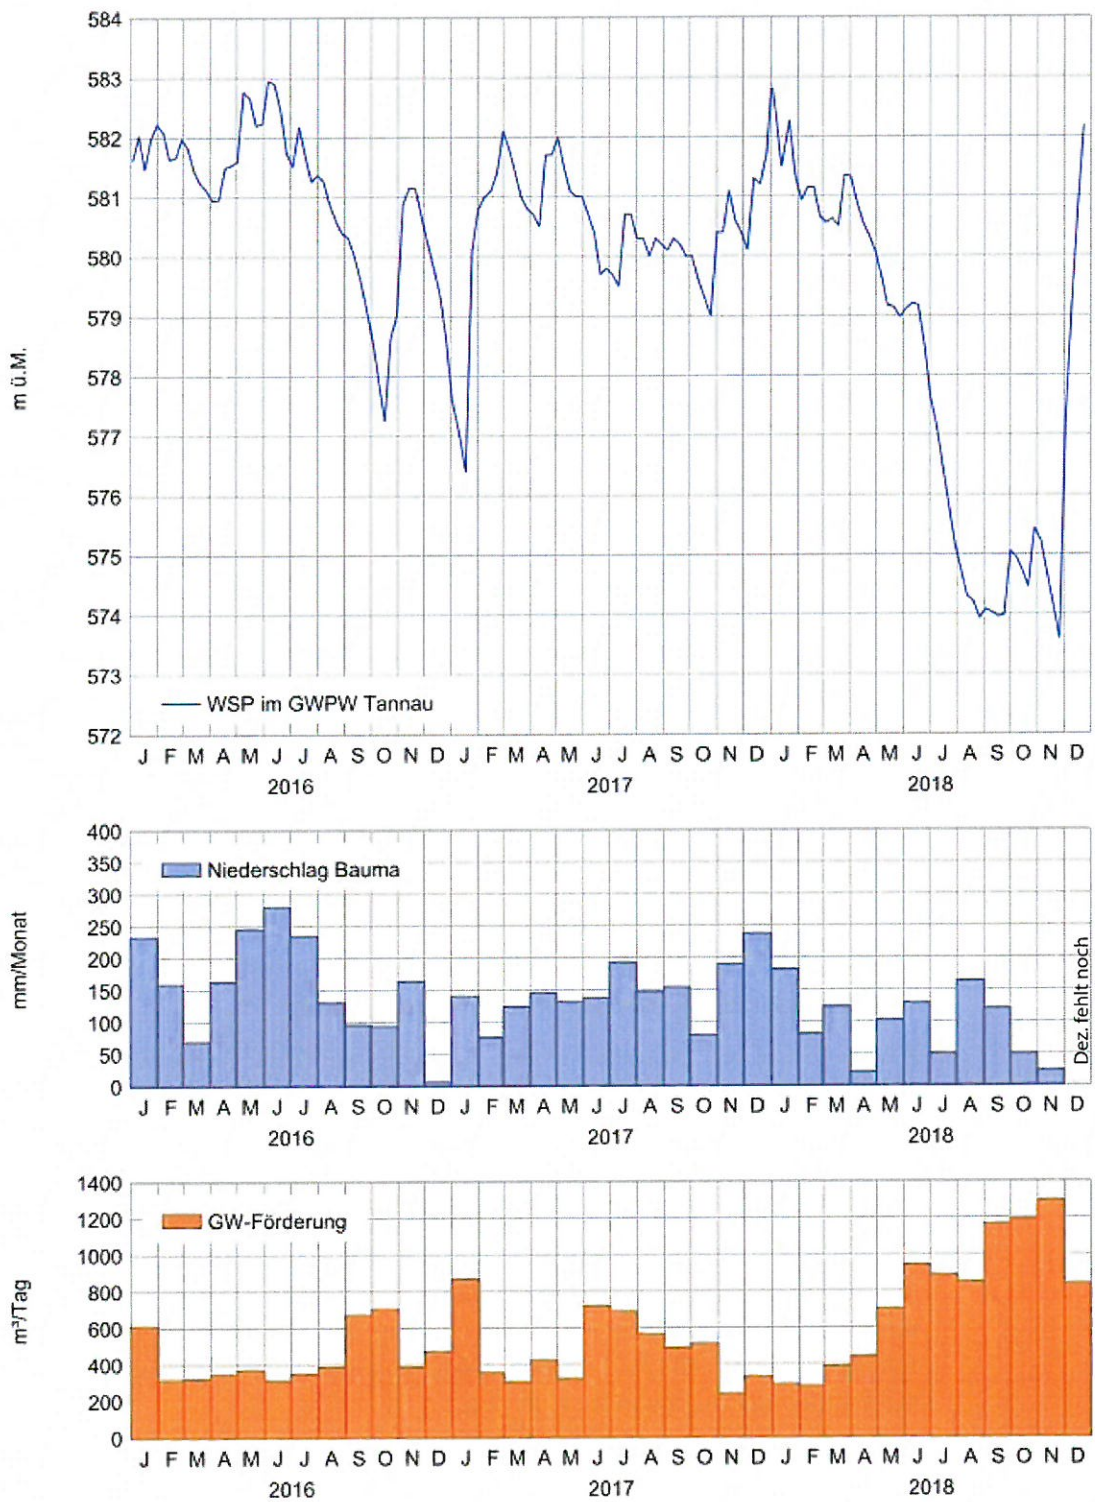 584
583
582
581
580
579
578
577
576
575
574
573
572
m ü.M.
WSP im GWPW Tannau
J F M A M J J A S O N D J F M A M J J A S O N D J F M A M J J A S O N D
2016 2017 2018
400
350
300
250
200
150
100
50
0
mm/Monat
Niederschlag Bauma
Dez. fehlt noch
J F M A M J J A S O N D J F M A M J J A S O N D J F M A M J J A S O N D
2016 2017 2018
1400
1200
1000
800
600
400
200
0
m³/Tag
GW-Förderung
J F M A M J J A S O N D J F M A M J J A S O N D J F M A M J J A S O N D
2016 2017 2018